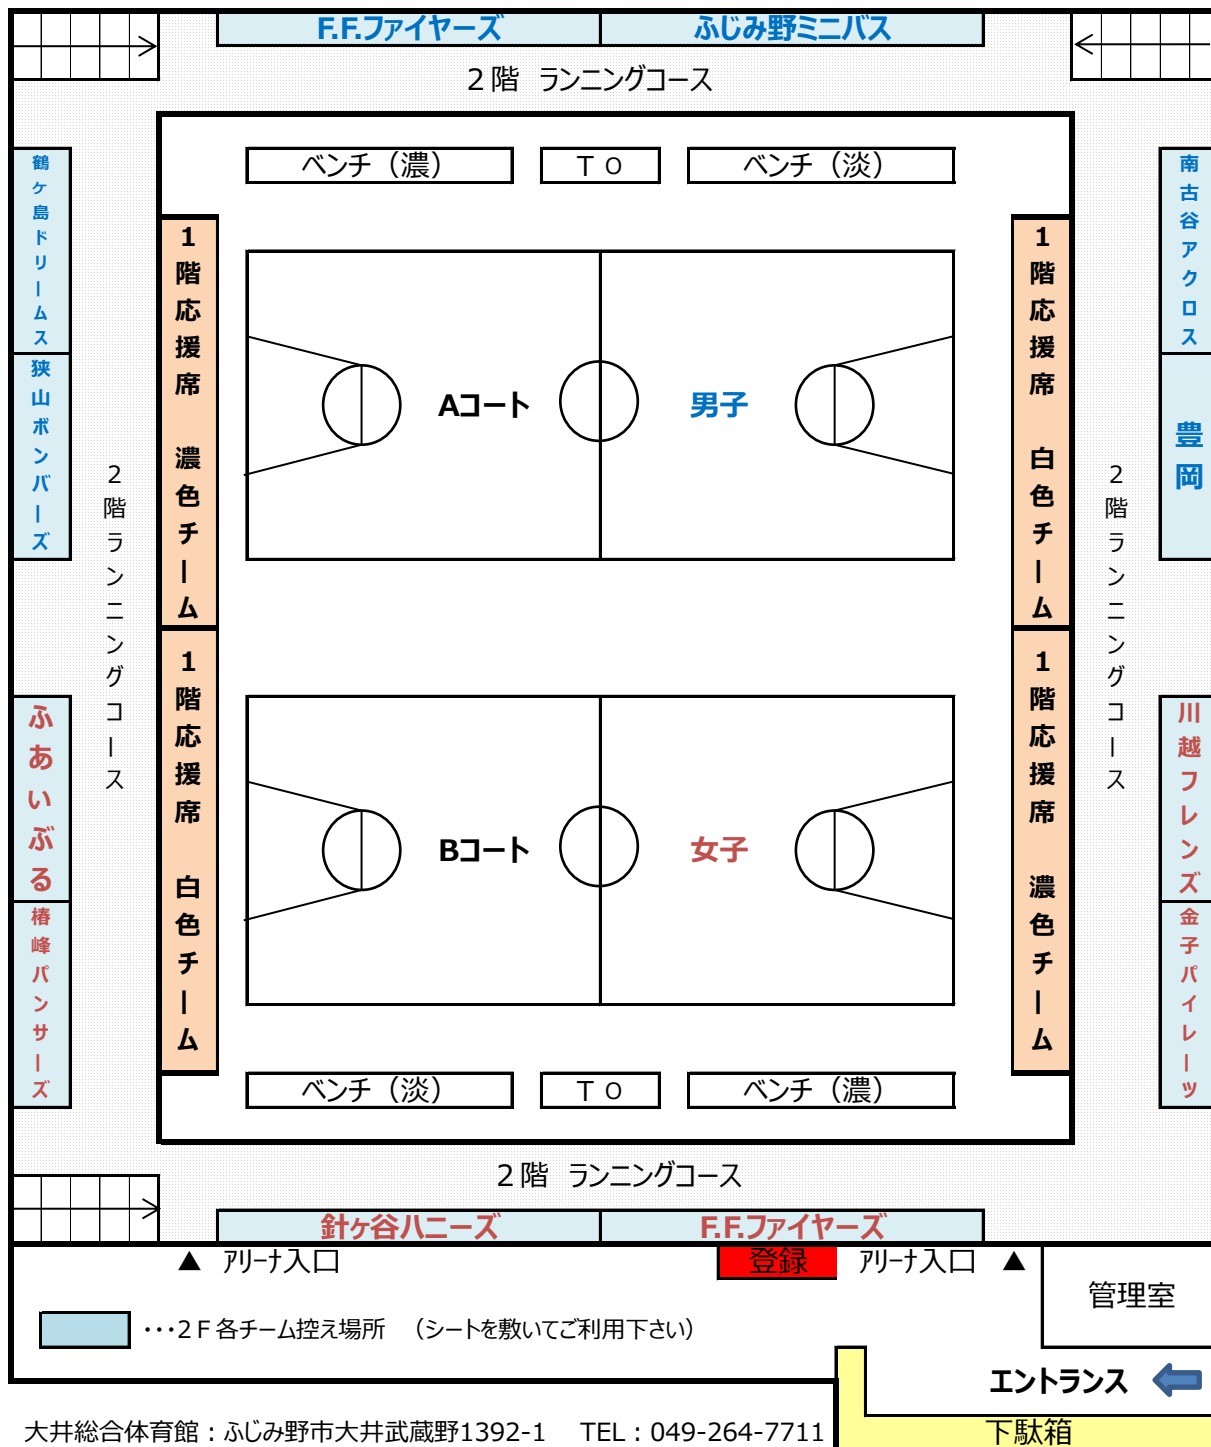 F.F.ファイヤーズ
ふじみ野ミニバス
２階 ランニングコース
ベンチ（濃）
ＴＯ
ベンチ（淡）
鶴ヶ島ドリームス
狭山ボンバーズ
２階ランニングコース
１階応援席 濃色チーム
Aコート
男子
１階応援席 白色チーム
２階ランニングコース
南古谷アクロス
豊岡
ふあいぶる
椿峰パンサーズ
１階応援席 白色チーム
Bコート
女子
１階応援席 濃色チーム
川越フレンズ
金子パイレーツ
ベンチ（淡）
ＴＯ
ベンチ（濃）
２階 ランニングコース
針ヶ谷ハニーズ
F.F.ファイヤーズ
▲ アリーナ入口
登録
アリーナ入口 ▲
管理室
・・・2Ｆ各チーム控え場所 （シートを敷いてご利用下さい）
エントランス
下駄箱
大井総合体育館：ふじみ野市大井武蔵野1392-1 TEL：049-264-7711